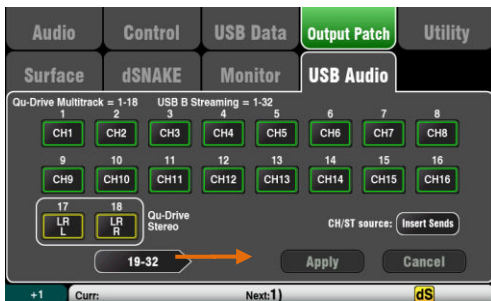 Audio Control USB Data Output Patch Utility
Surface dSNAKE Monitor USB Audio
Qu-Drive Multitrack = 1-18 USB B Streaming = 1-32
1 2 3 4 5 6 7 8
CH1 CH2 CH3 CH4 CH5 CH6 CH7 CH8
9 10 11 12 13 14 15 16
CH9 CH10 CH11 CH12 CH13 CH14 CH15 CH16
17 18
LR L LR R Qu-Drive Stereo CH/ST source: Insert Sends
19-32 Apply Cancel
+1 Curr: Next:1) dS